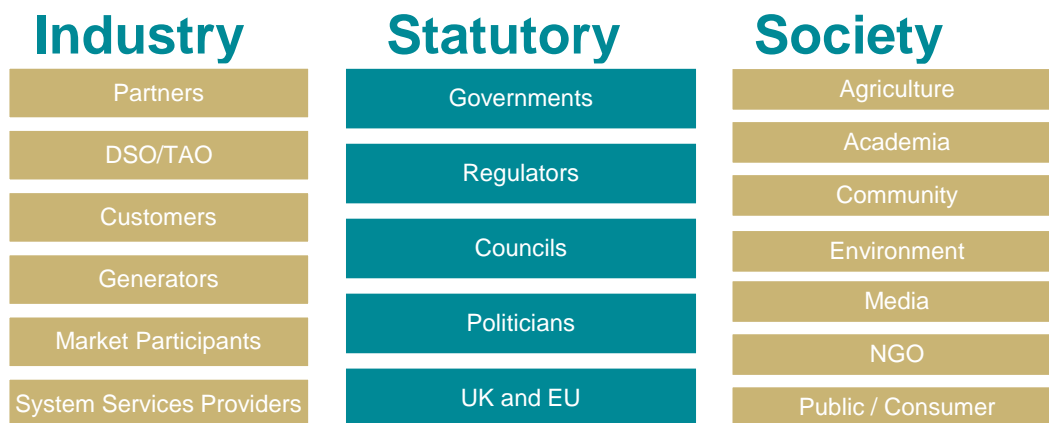 Industry
Partners
DSO/TAO
Customers
Generators
Market Participants
System Services Providers
Statutory
Governments
Regulators
Councils
Politicians
UK and EU
Society
Agriculture
Academia
Community
Environment
Media
NGO
Public / Consumer